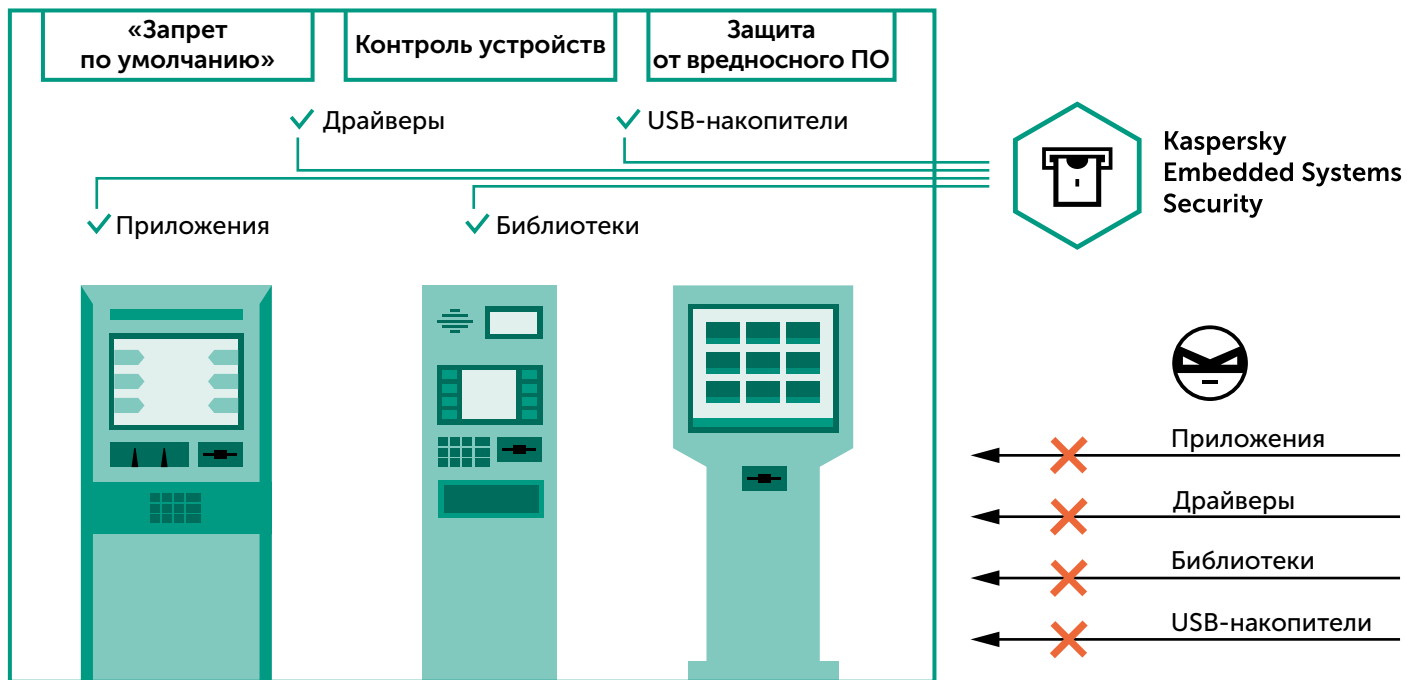 «Запрет
по умолчанию»
Контроль устройств
Защита
от вредносного ПО
Драйверы
USB-накопители
Приложения
Библиотеки
Kaspersky
Embedded Systems
Security
Приложения
Драйверы
Библиотеки
USB-накопители